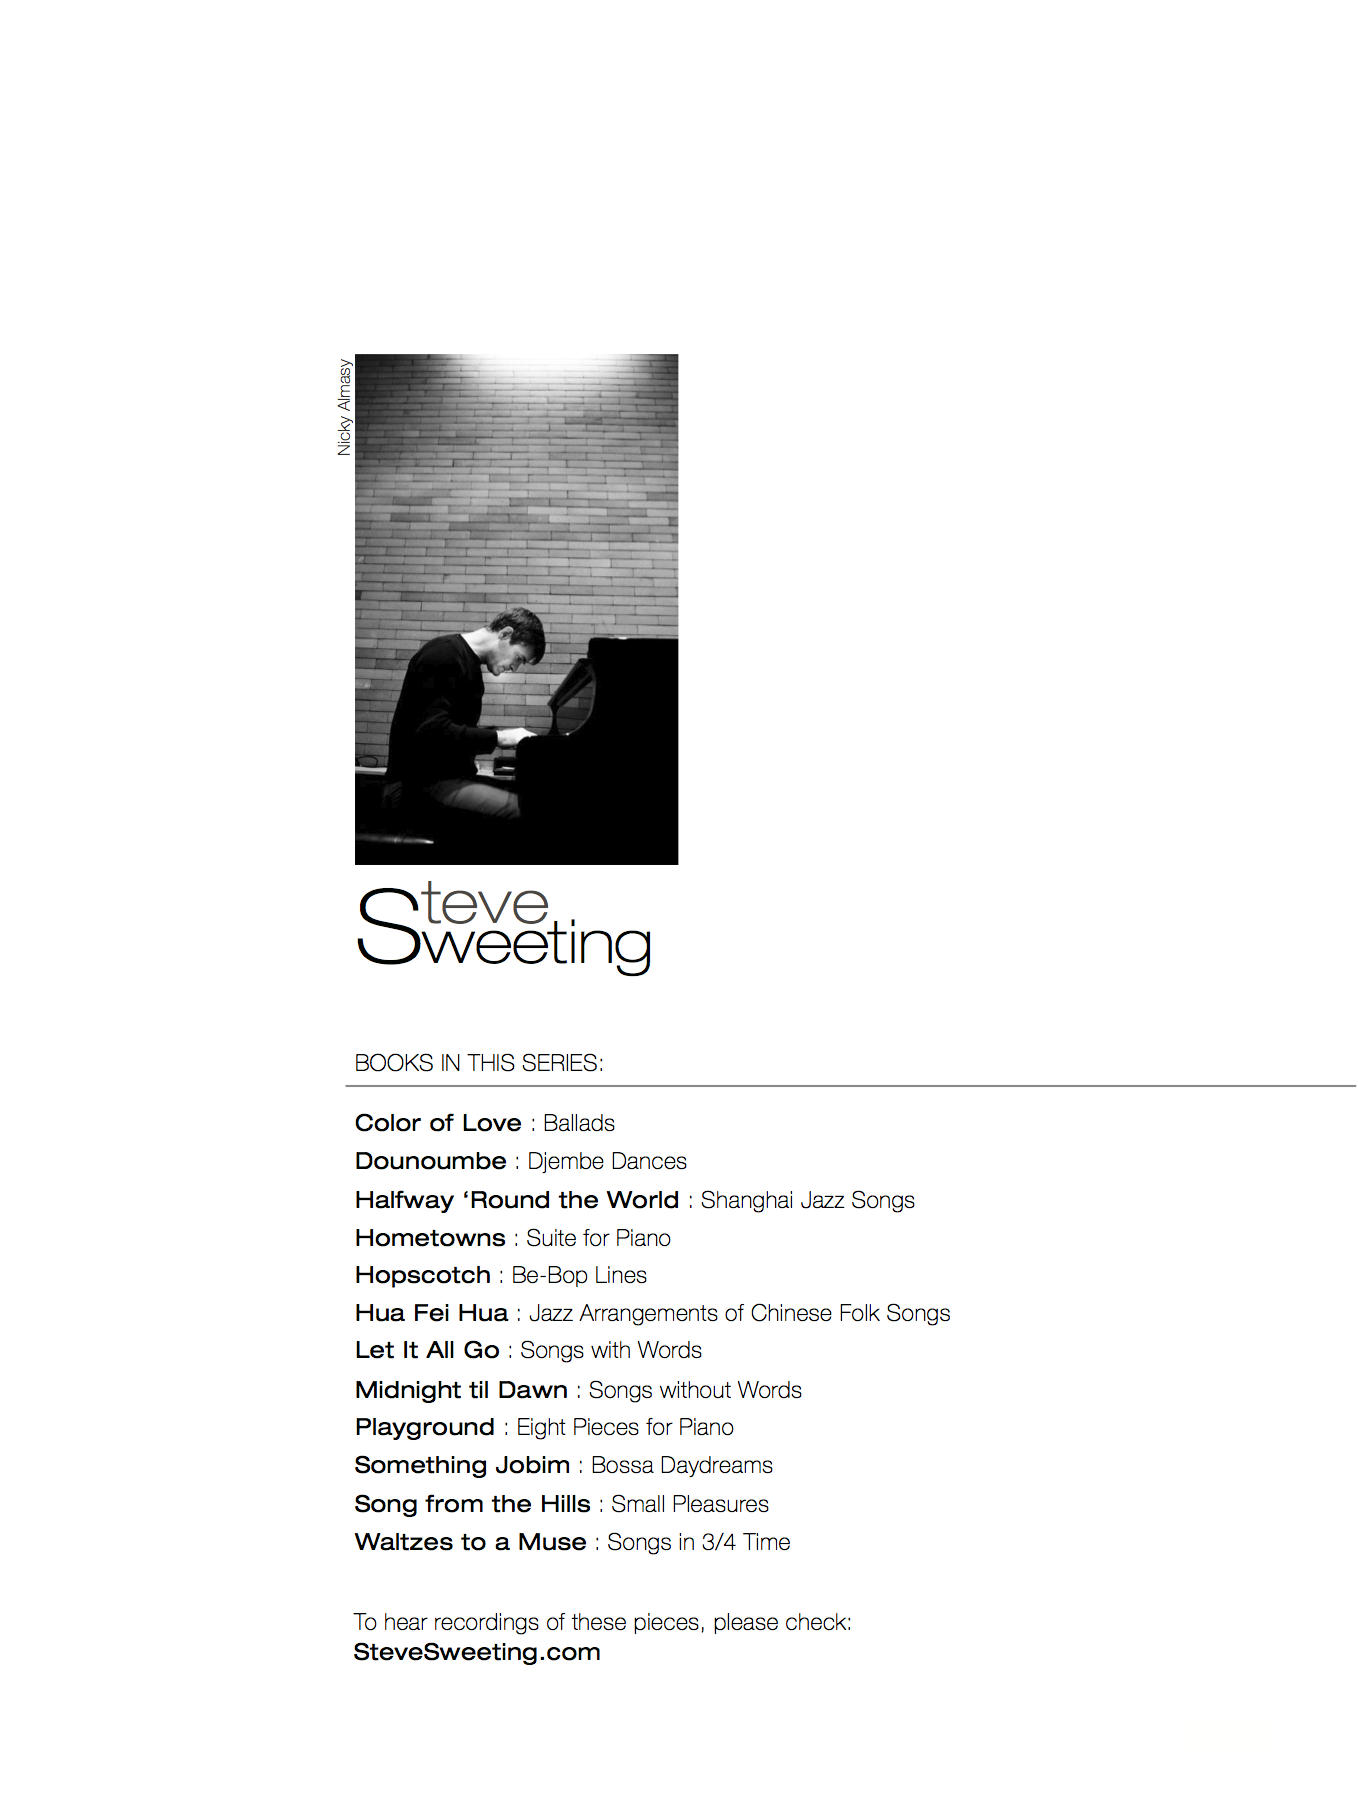 Nicky Almasy
Steve
Sweeting
BOOKS IN THIS SERIES:
Color of Love : Ballads
Dounoumbe : Djembe Dances
Halfway ‘Round the World : Shanghai Jazz Songs
Hometowns : Suite for Piano
Hopscotch : Be-Bop Lines
Hua Fei Hua : Jazz Arrangements of Chinese Folk Songs
Let It All Go : Songs with Words
Midnight til Dawn : Songs without Words
Playground : Eight Pieces for Piano
Something Jobim : Bossa Daydreams
Song from the Hills : Small Pleasures
Waltzes to a Muse : Songs in 3/4 Time
To hear recordings of these pieces, please check:
SteveSweeting.com